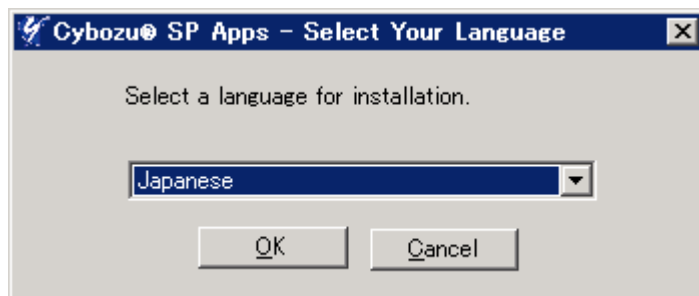 Cybozu® SP Apps - Select Your Language
Select a language for installation.
Japanese
OK
Cancel